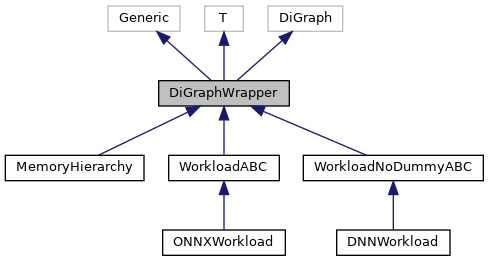 Generic
T
DiGraph
DiGraphWrapper
MemoryHierarchy
WorkloadABC
WorkloadNoDummyABC
ONNXWorkload
DNNWorkload